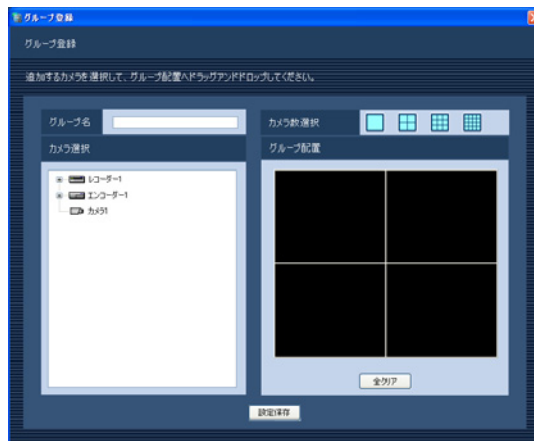 グループ登録
グループ登録
追加するカメラを選択して、グループ配置へドラッグアンドドロップしてください。
グループ名
カメラ数選択
カメラ選択
グループ配置
レコーダー1
エンコーダー1
カメラ1
全クリア
設定保存